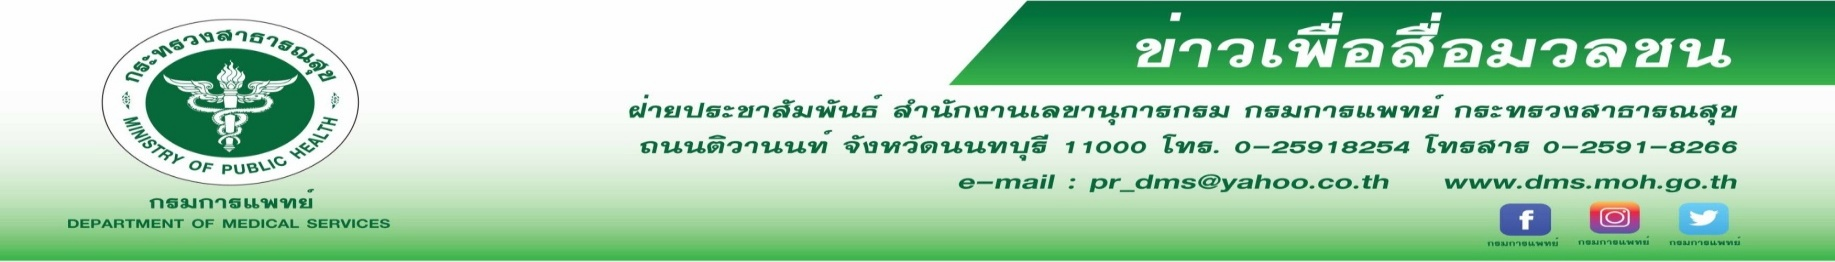 กระทรวงสาธารณสุข
MINISTRY OF PUBLIC HEALTH
กรมการแพทย์
DEPARTMENT OF MEDICAL SERVICES
ข่าวเพื่อสื่อมวลชน
ฝ่ายประชาสัมพันธ์ สำนักงานเลขานุการกรม กรมการแพทย์ กระทรวงสาธารณสุข
ถนนติวานนท์ จังหวัดนนทบุรี 11000 โทร. 0-25918254 โทรสาร 0-2591-8266
e-mail : pr_dms@yahoo.co.th www.dms.moh.go.th
กรมการแพทย์ กรมการแพทย์ กรมการแพทย์